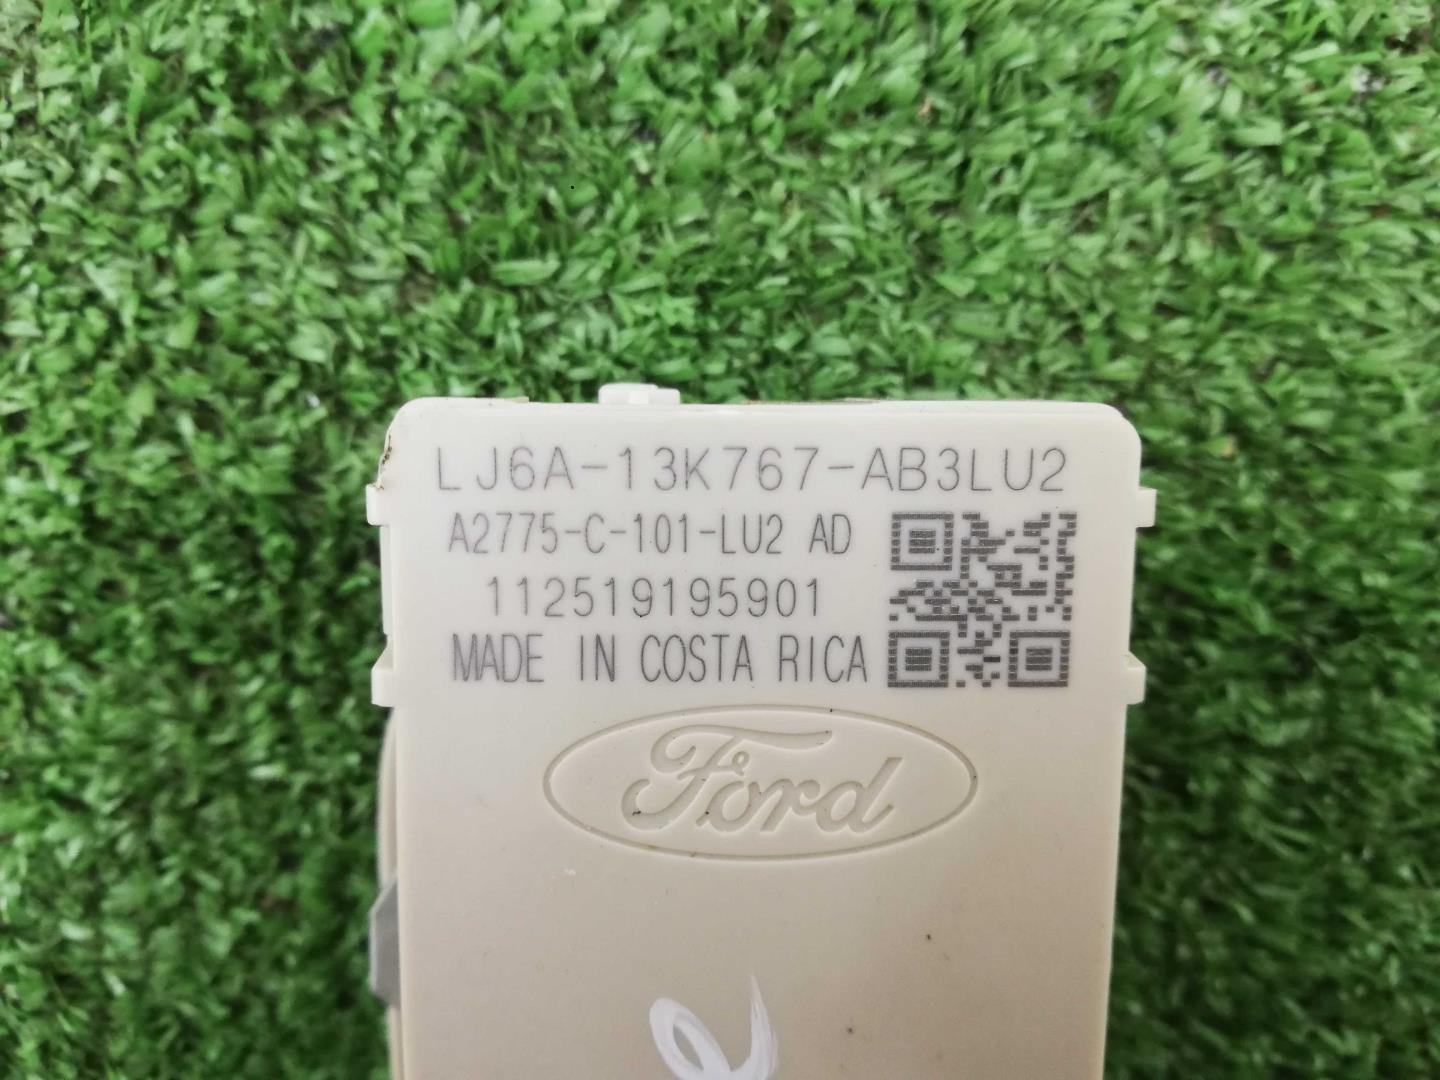 LJ6A-13K767-AB3LU2
A2775-C-101-LU2 AD
112519195901
MADE IN COSTA RICA
Ford